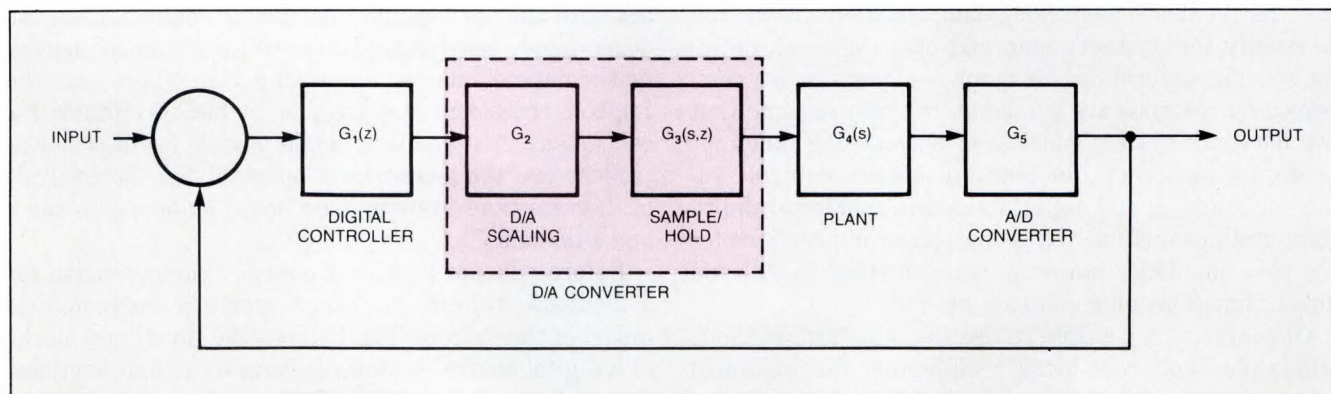 INPUT
G₁(z)
G₂
G₃(s,z)
G₄(s)
G₅
OUTPUT
DIGITAL
CONTROLLER
D/A
SCALING
SAMPLE/
HOLD
PLANT
A/D
CONVERTER
D/A CONVERTER